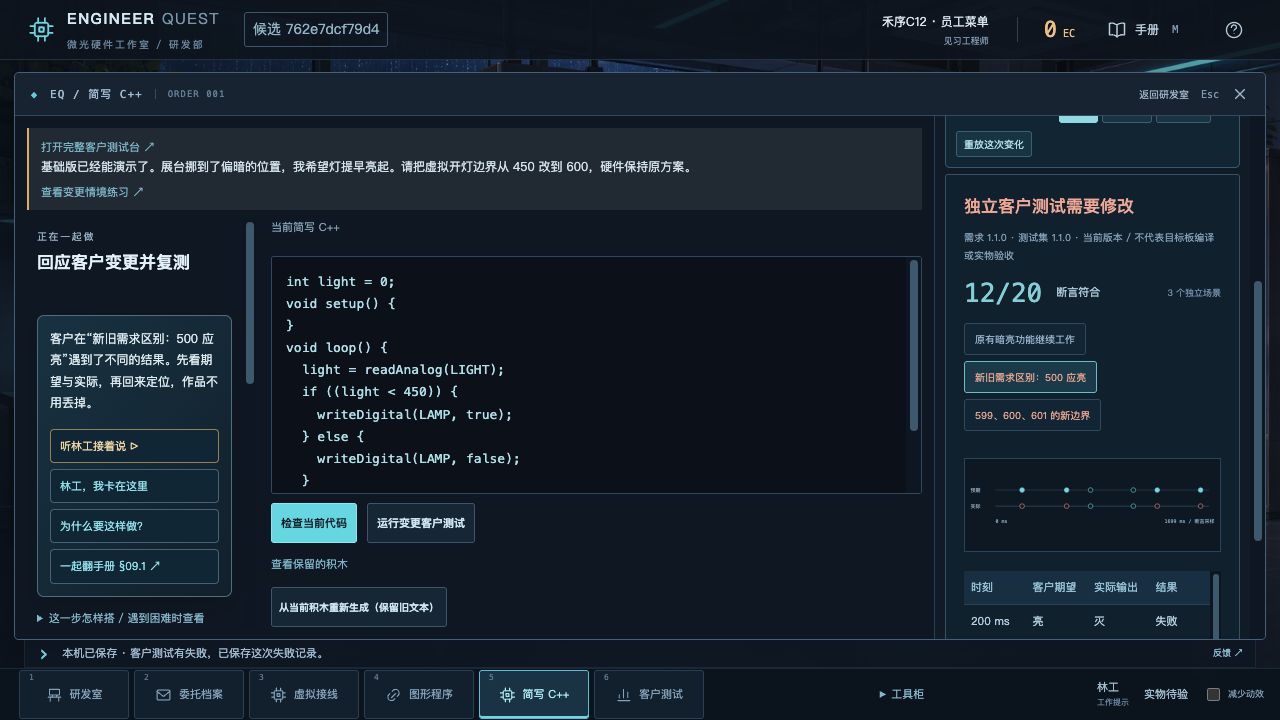 ENGINEER QUEST
微光硬件工作室 / 研发部
候选 762e7dcf79d4
禾序C12 · 员工菜单
见习工程师
0 EC
手册 M
EQ / 简写 C++
ORDER 001
返回研发室 Esc
打开完整客户测试台 ↗
基础版已经能演示了。展台挪到了偏暗的位置，我希望灯提早亮起。请把虚拟开灯边界从 450 改到 600，硬件保持原方案。
查看变更情境练习 ↗
正在一起做
回应客户变更并复测
客户在“新旧需求区别：500 应
亮”遇到了不同的结果。先看期
望与实际，再回来定位，作品不
用丢掉。
听林工接着说 ▷
林工，我卡在这里
为什么要这样做?
一起翻手册 §09.1 ↗
这一步怎样搭 / 遇到困难时查看
当前简写 C++
int light = 0;
void setup() {
}
void loop() {
light = readAnalog(LIGHT);
if ((light < 450)) {
writeDigital(LAMP, true);
} else {
writeDigital(LAMP, false);
}
检查当前代码
运行变更客户测试
查看保留的积木
从当前积木重新生成（保留旧文本）
重放这次变化
独立客户测试需要修改
需求 1.1.0 · 测试集 1.1.0 · 当前版本 / 不代表目标板编译
或实物验收
12/20 断言符合
3 个独立场景
原有暗亮功能继续工作
新旧需求区别：500 应亮
599、600、601 的新边界
预期
实际
0 ms
时刻 客户期望 实际输出 结果
200 ms 亮 灭 失败
本机已保存 · 客户测试有失败，已保存这次失败记录。
反馈 ↗
1 研发室
2 委托档案
3 虚拟接线
4 图形程序
5 简写 C++
6 客户测试
工具柜
林工
工作提示
实物待验
减少动效